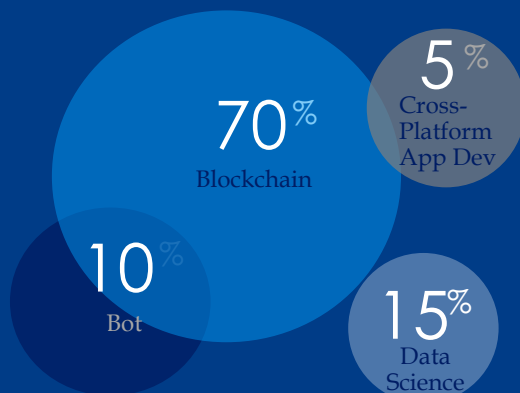 70%
Blockchain
5%
Cross-
Platform
App Dev
10%
Bot
15%
Data
Science